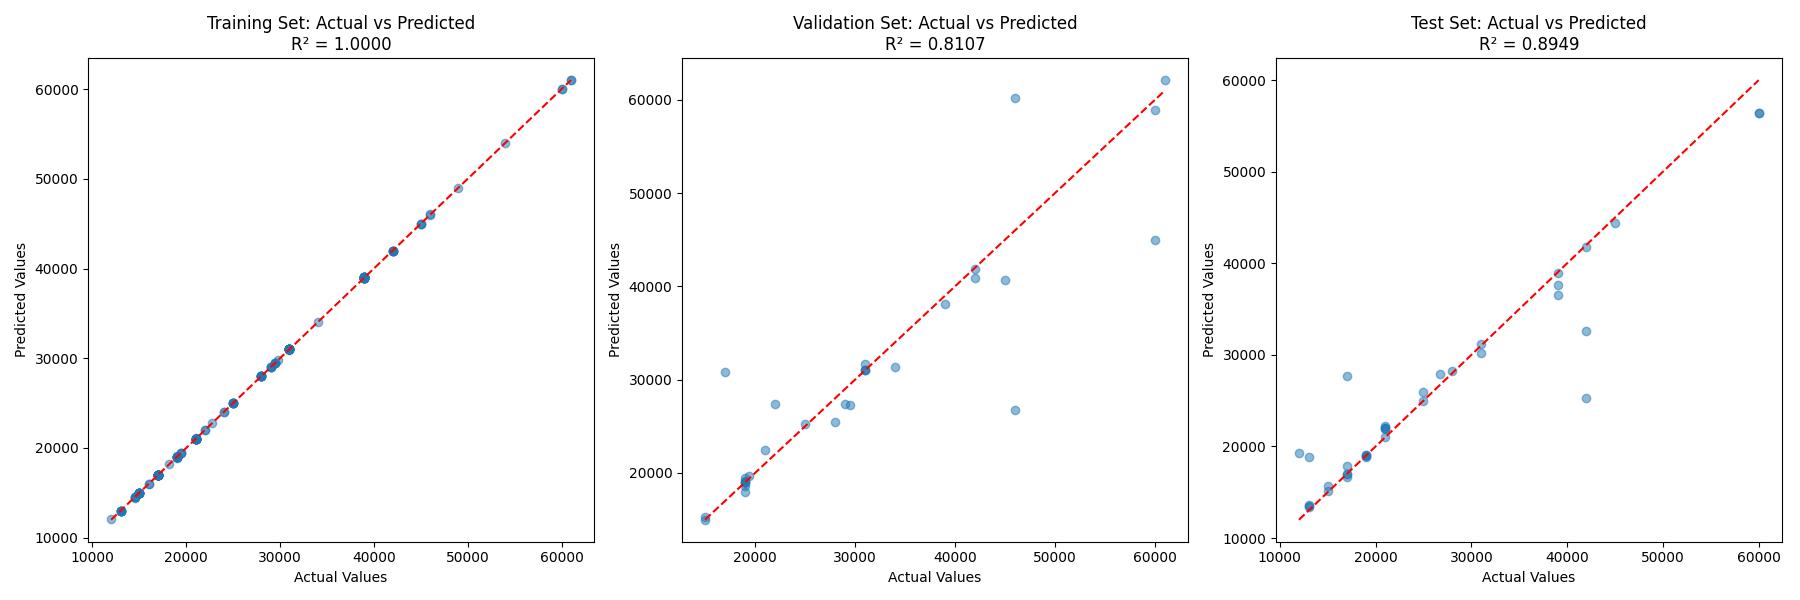 Training Set: Actual vs Predicted
R² = 1.0000
60000
50000
40000
30000
20000
10000
Predicted Values
10000 20000 30000 40000 50000 60000
Actual Values
Validation Set: Actual vs Predicted
R² = 0.8107
60000
50000
40000
30000
20000
Predicted Values
20000 30000 40000 50000 60000
Actual Values
Test Set: Actual vs Predicted
R² = 0.8949
60000
50000
40000
30000
20000
10000
Predicted Values
10000 20000 30000 40000 50000 60000
Actual Values